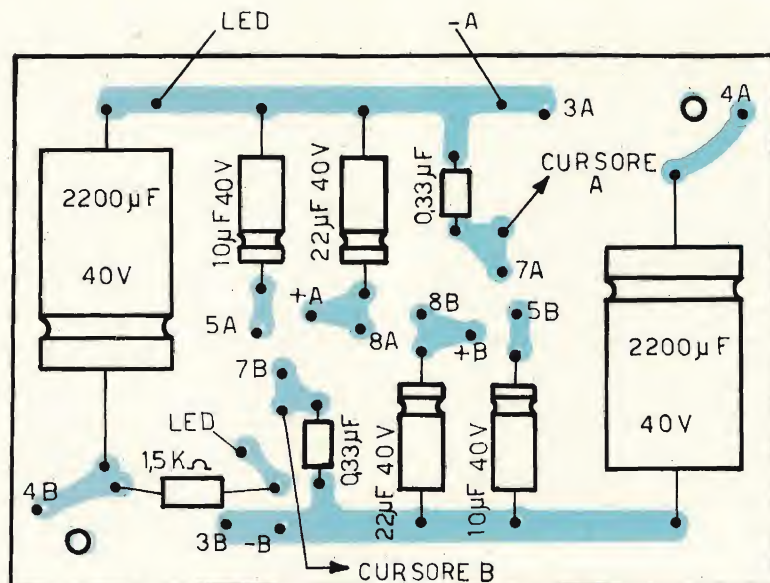 LED
-A
3A
4A
2200µF
40V
10µF 40V
22µF 40V
0,33µF
CURSORE
A
7A
5A
+A
8A
8B
+B
5B
2200µF
40V
7B
LED
1,5 KΩ
0,33µF
22µF 40V
10µF 40V
4B
3B
-B
CURSORE B